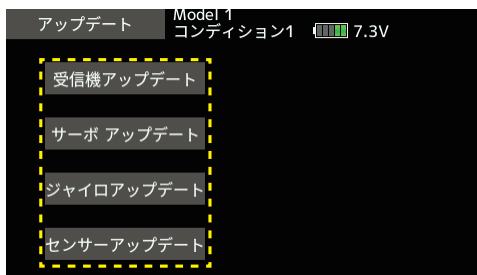 アップデート
Model 1
コンディション1 7.3V
受信機アップデート
サーボ アップデート
ジャイロアップデート
センサーアップデート